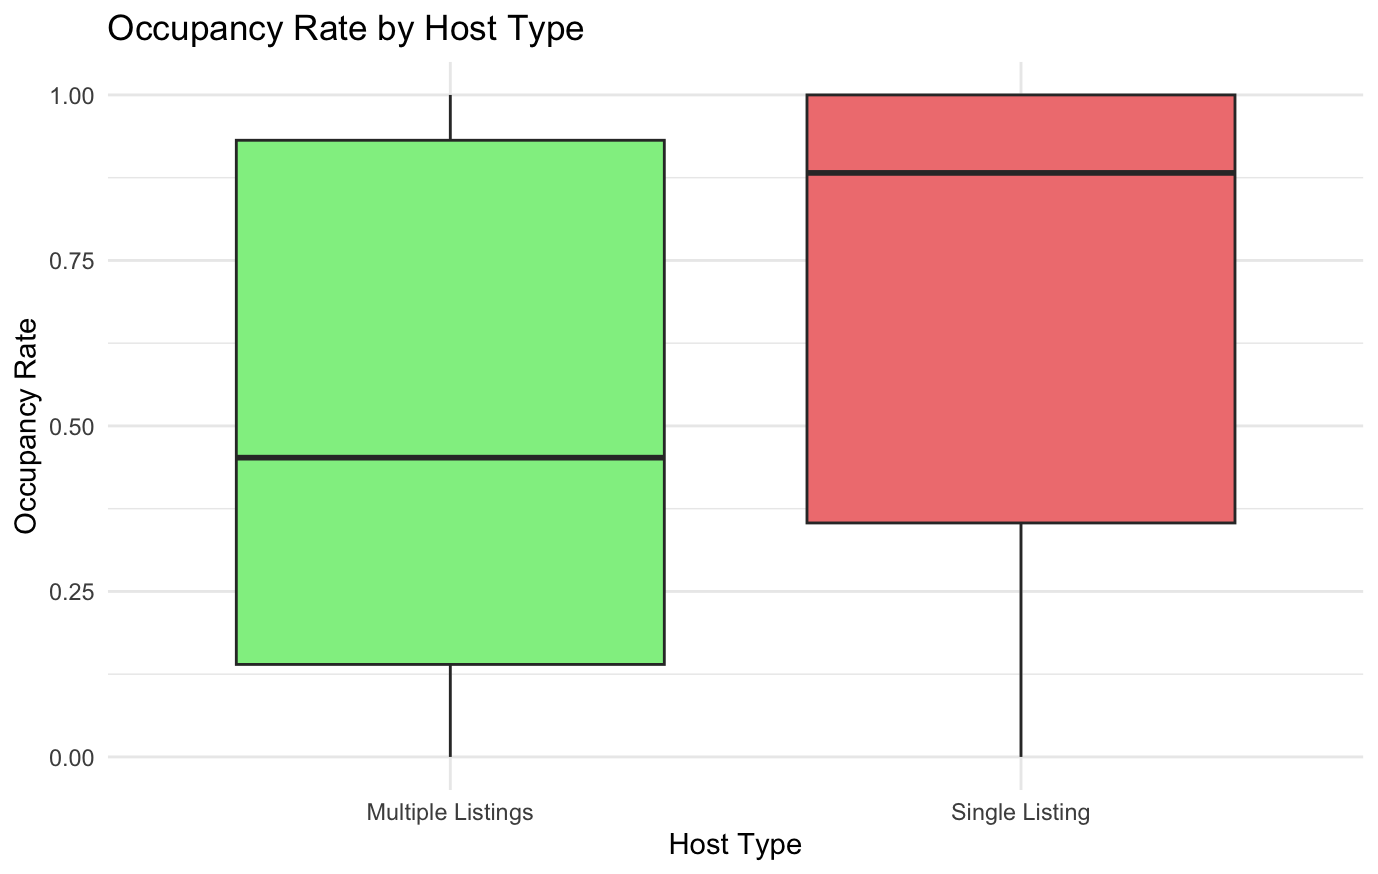 Occupancy Rate by Host Type
1.00
0.75
0.50
0.25
0.00
Occupancy Rate
Multiple Listings
Single Listing
Host Type